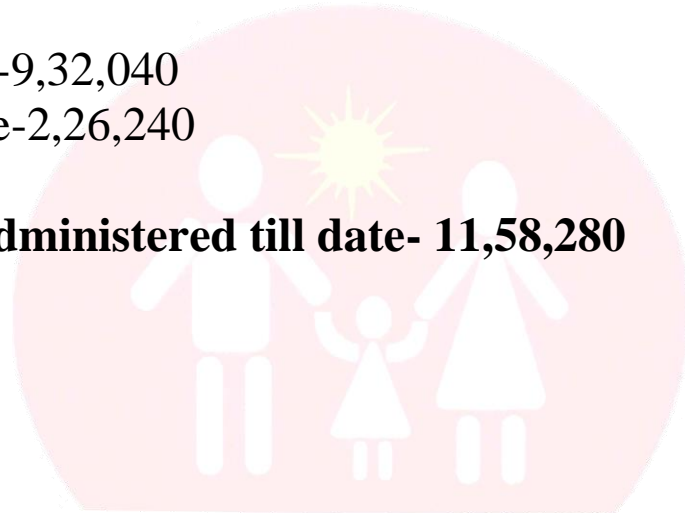 -9,32,040
e-2,26,240
dministered till date- 11,58,280